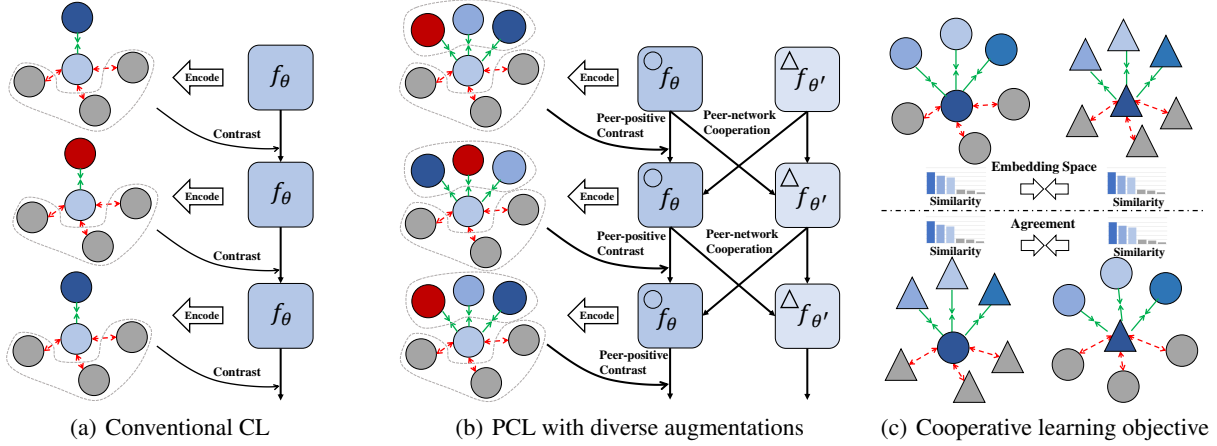 fθ
Encode
Contrast
fθ
Encode
Contrast
fθ
Encode
Contrast
(a) Conventional CL
fθ
fθ′
Encode
Peer-positive
Contrast
Peer-network
Cooperation
fθ
fθ′
Encode
Peer-positive
Contrast
Peer-network
Cooperation
fθ
fθ′
Encode
Peer-positive
Contrast
(b) PCL with diverse augmentations
Embedding Space
Similarity
Similarity
Agreement
Similarity
Similarity
(c) Cooperative learning objective